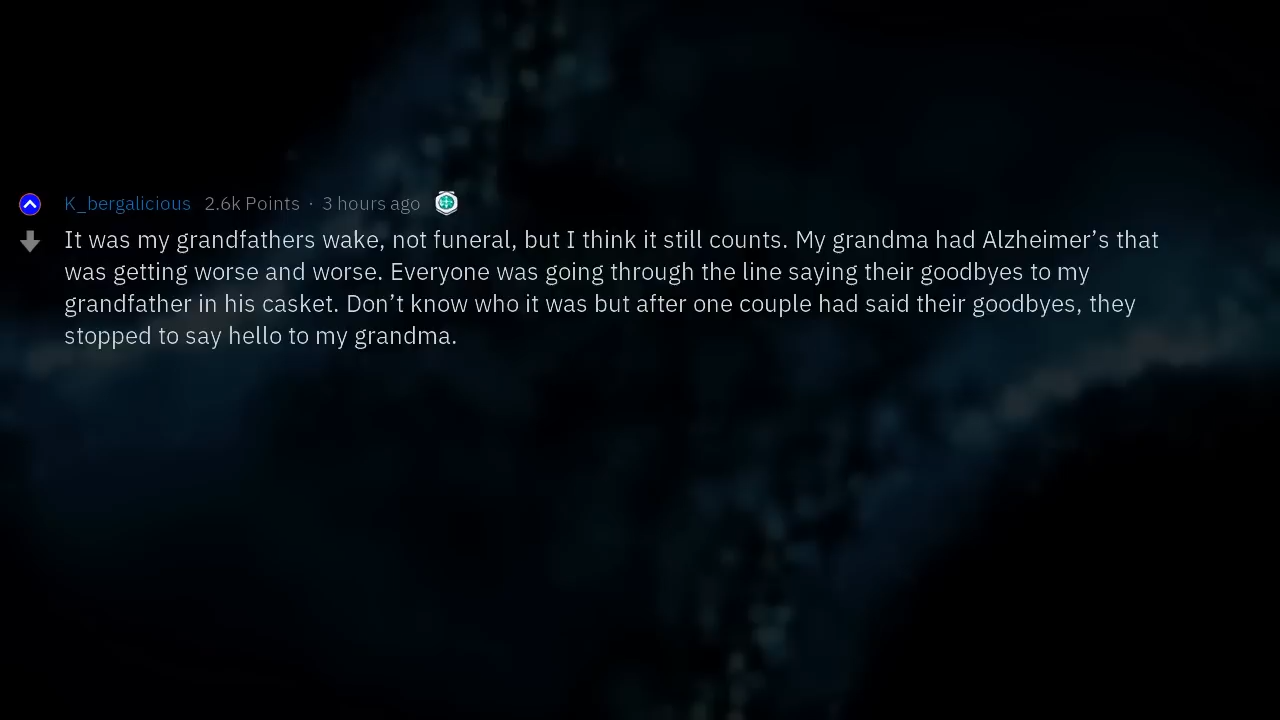 K_bergalicious 2.6k Points · 3 hours ago
It was my grandfathers wake, not funeral, but I think it still counts. My grandma had Alzheimer’s that
was getting worse and worse. Everyone was going through the line saying their goodbyes to my
grandfather in his casket. Don’t know who it was but after one couple had said their goodbyes, they
stopped to say hello to my grandma.